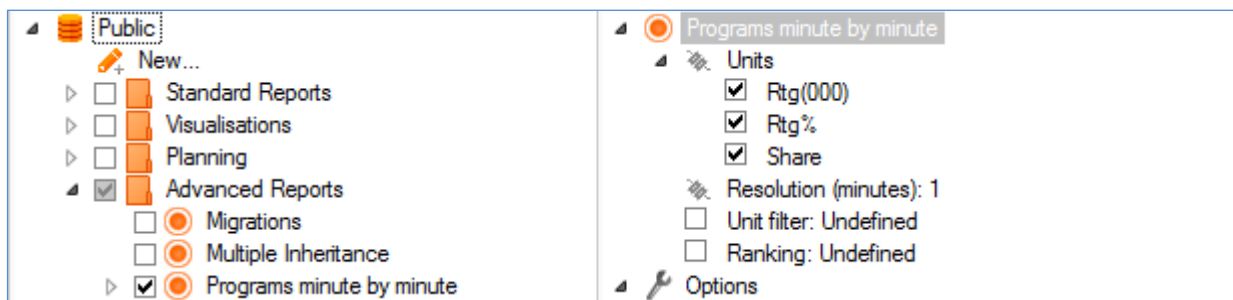 Public
New...
Standard Reports
Visualisations
Planning
Advanced Reports
Migrations
Multiple Inheritance
Programs minute by minute
Programs minute by minute
Units
Rtg(000)
Rtg%
Share
Resolution (minutes): 1
Unit filter: Undefined
Ranking: Undefined
Options